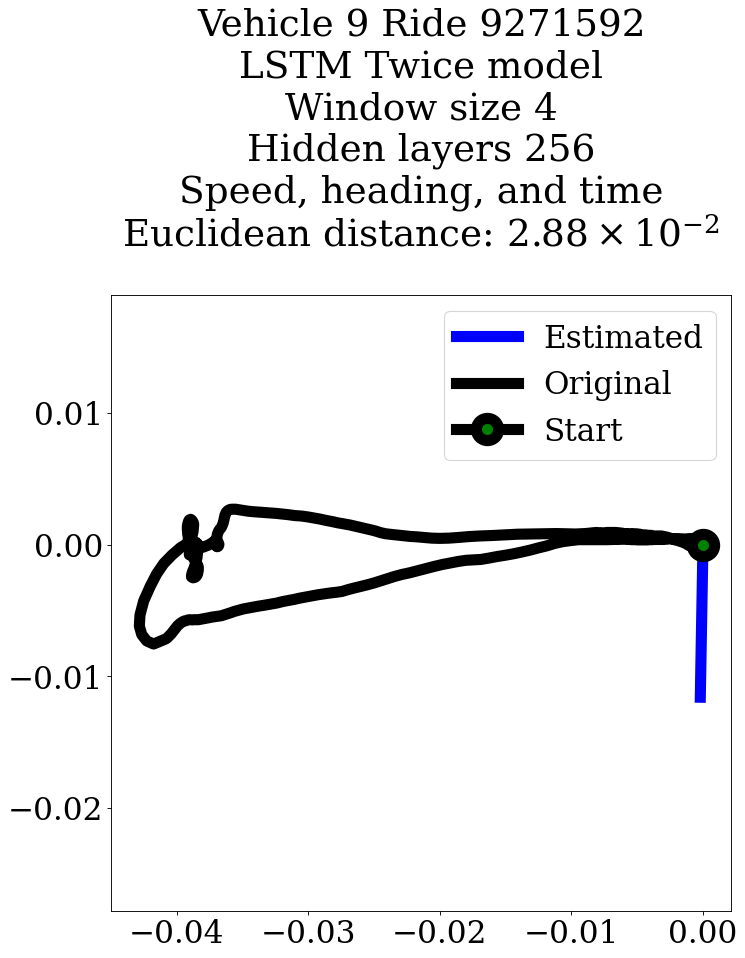 Vehicle 9 Ride 9271592
LSTM Twice model
Window size 4
Hidden layers 256
Speed, heading, and time
Euclidean distance: 2.88 × 10⁻²
Estimated
Original
Start
0.01
0.00
−0.01
−0.02
−0.04 −0.03 −0.02 −0.01 0.00